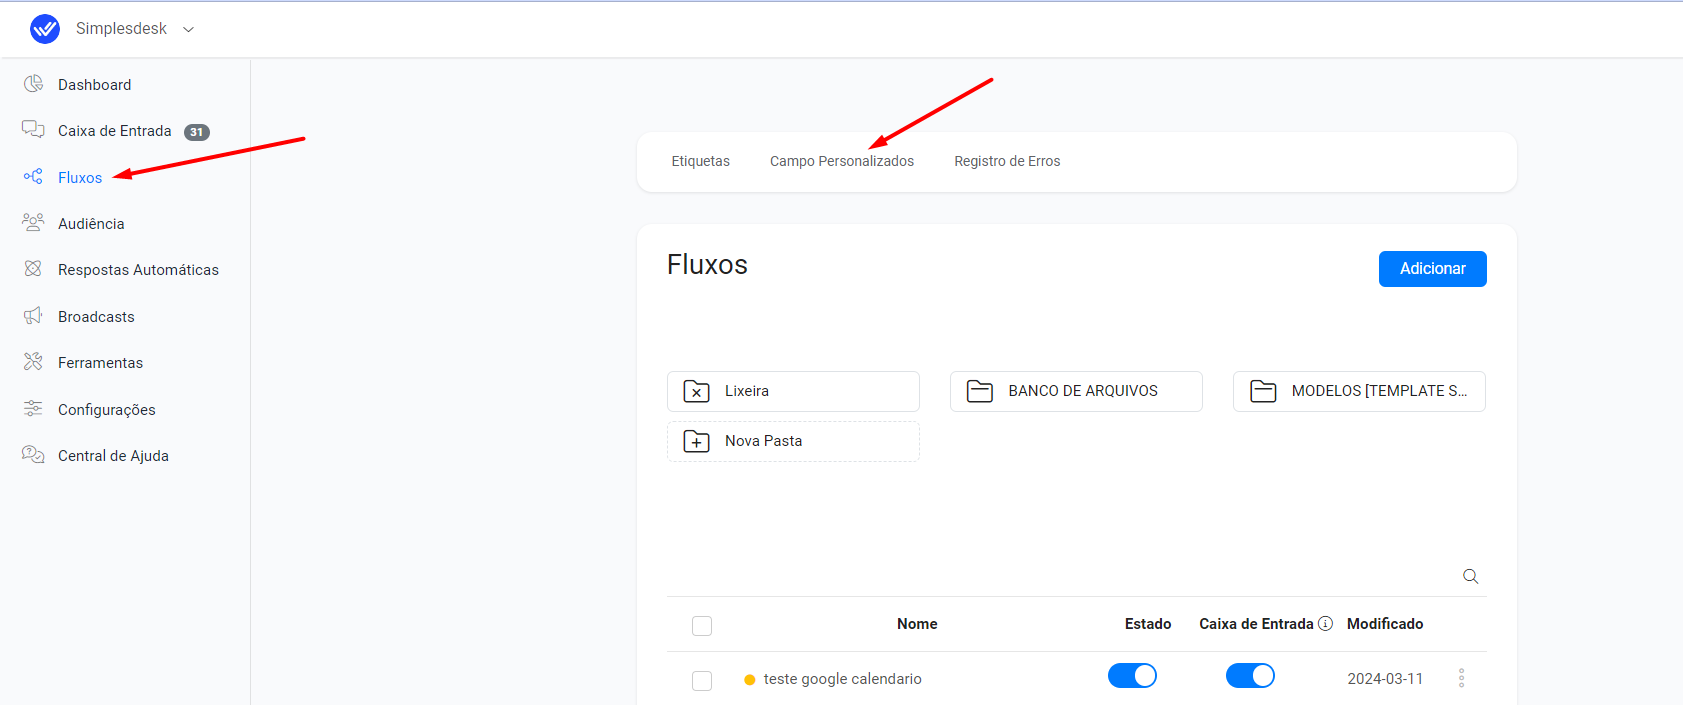 Simplesdesk
Dashboard
Caixa de Entrada 31
Fluxos
Audiência
Respostas Automáticas
Broadcasts
Ferramentas
Configurações
Central de Ajuda
Etiquetas Campo Personalizados Registro de Erros
Fluxos
Adicionar
Lixeira BANCO DE ARQUIVOS MODELOS [TEMPLATE S...
Nova Pasta
Nome Estado Caixa de Entrada Modificado
teste google calendario 2024-03-11